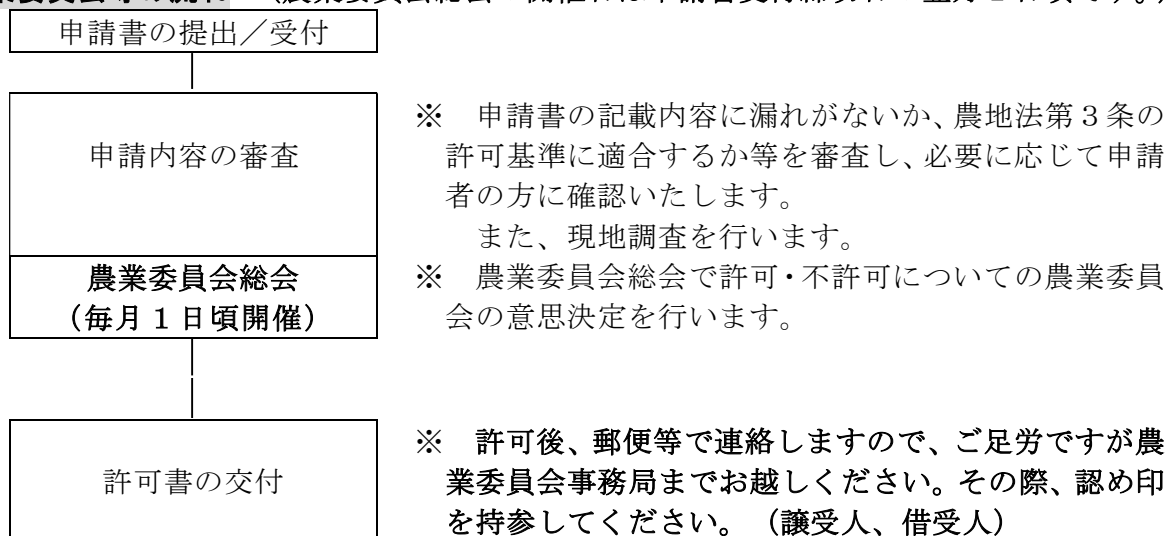 申請書の提出／受付
申請内容の審査
※　申請書の記載内容に漏れがないか、農地法第３条の
許可基準に適合するか等を審査し、必要に応じて申請
者の方に確認いたします。
また、現地調査を行います。
農業委員会総会
（毎月１日頃開催）
※　農業委員会総会で許可・不許可についての農業委員
会の意思決定を行います。
許可書の交付
※　許可後、郵便等で連絡しますので、ご足労ですが農
業委員会事務局までお越しください。その際、認め印
を持参してください。（譲受人、借受人）